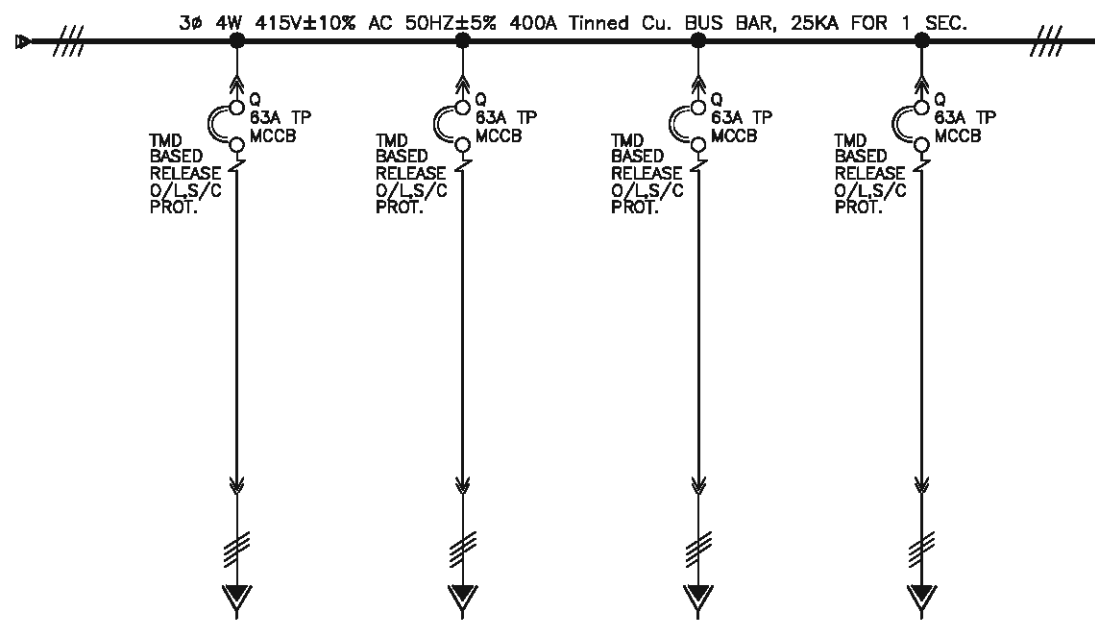 3ø 4W 415V±10% AC 50HZ±5% 400A Tinned Cu. BUS BAR, 25KA FOR 1 SEC.
Q
63A TP
MCCB
TMD
BASED
RELEASE
O/L,S/C
PROT.
Q
63A TP
MCCB
TMD
BASED
RELEASE
O/L,S/C
PROT.
Q
63A TP
MCCB
TMD
BASED
RELEASE
O/L,S/C
PROT.
Q
63A TP
MCCB
TMD
BASED
RELEASE
O/L,S/C
PROT.